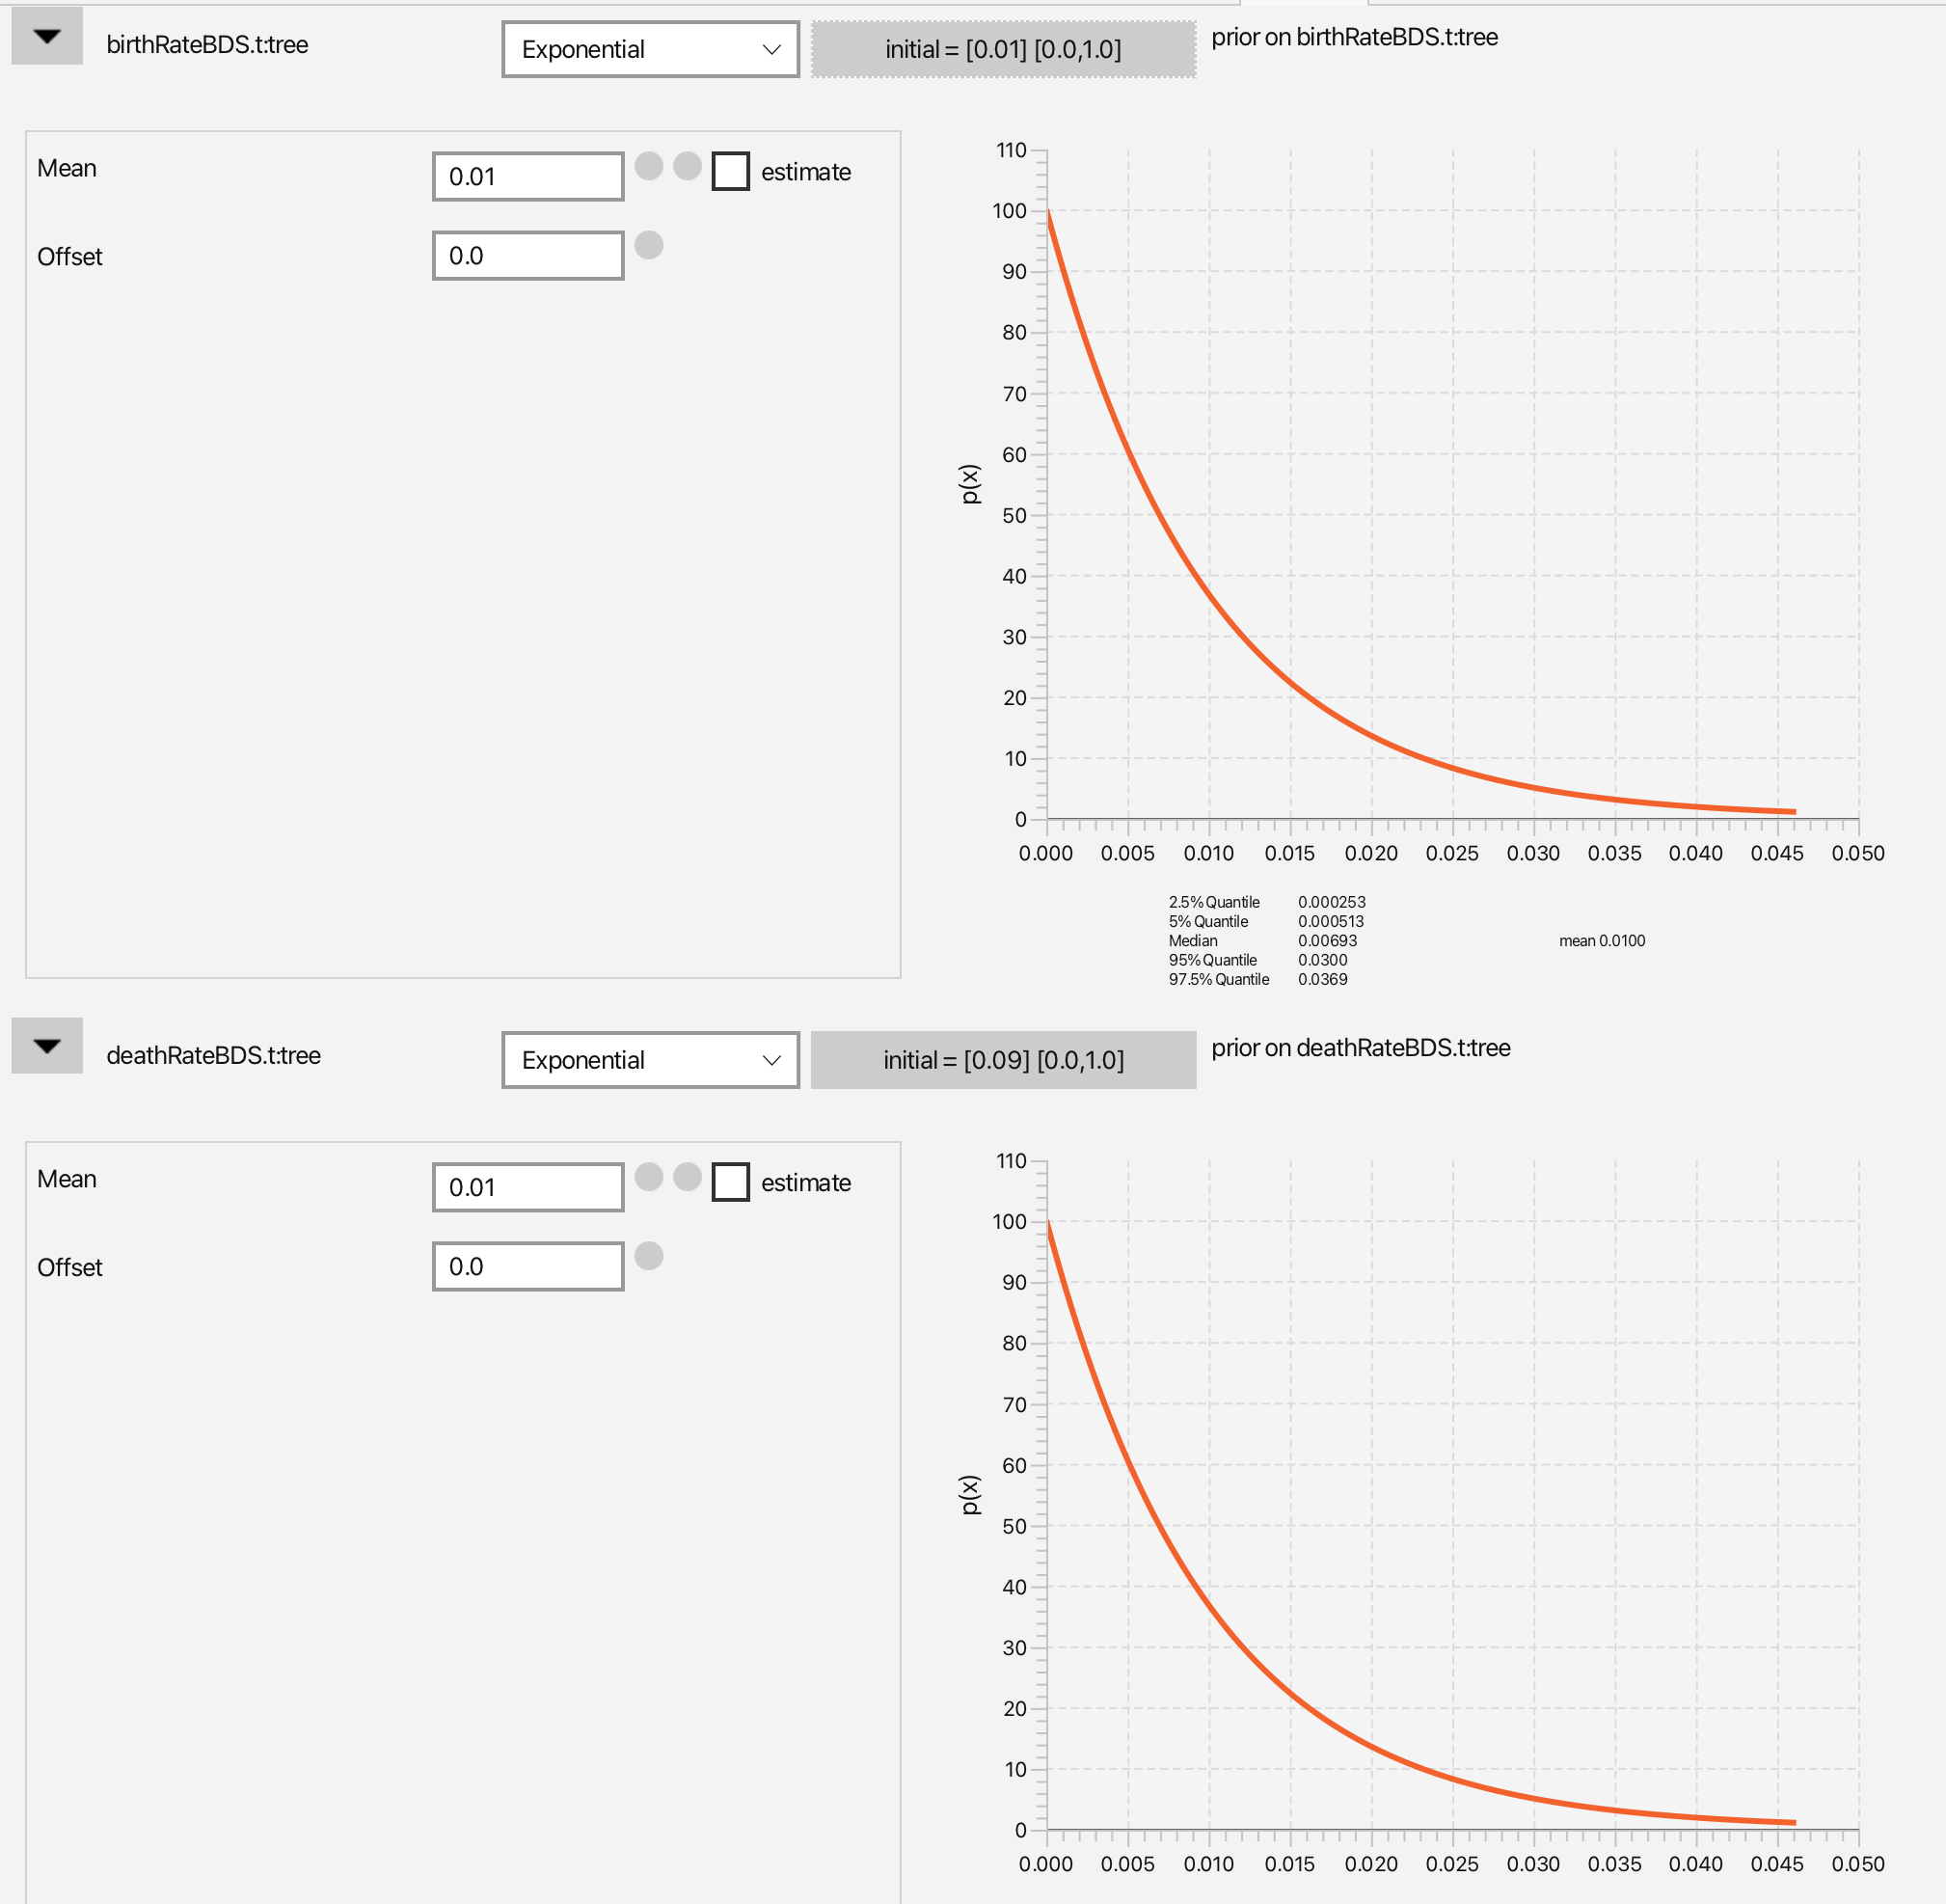 birthRateBDS.t:tree
Exponential
initial = [0.01] [0.0,1.0]
prior on birthRateBDS.t:tree
Mean
0.01
estimate
Offset
0.0
110
100
90
80
70
60
50
40
30
20
10
0
p(x)
0.000 0.005 0.010 0.015 0.020 0.025 0.030 0.035 0.040 0.045 0.050
2.5% Quantile 0.000253
5% Quantile 0.000513
Median 0.00693 mean 0.0100
95% Quantile 0.0300
97.5% Quantile 0.0369
deathRateBDS.t:tree
Exponential
initial = [0.09] [0.0,1.0]
prior on deathRateBDS.t:tree
Mean
0.01
estimate
Offset
0.0
110
100
90
80
70
60
50
40
30
20
10
0
p(x)
0.000 0.005 0.010 0.015 0.020 0.025 0.030 0.035 0.040 0.045 0.050